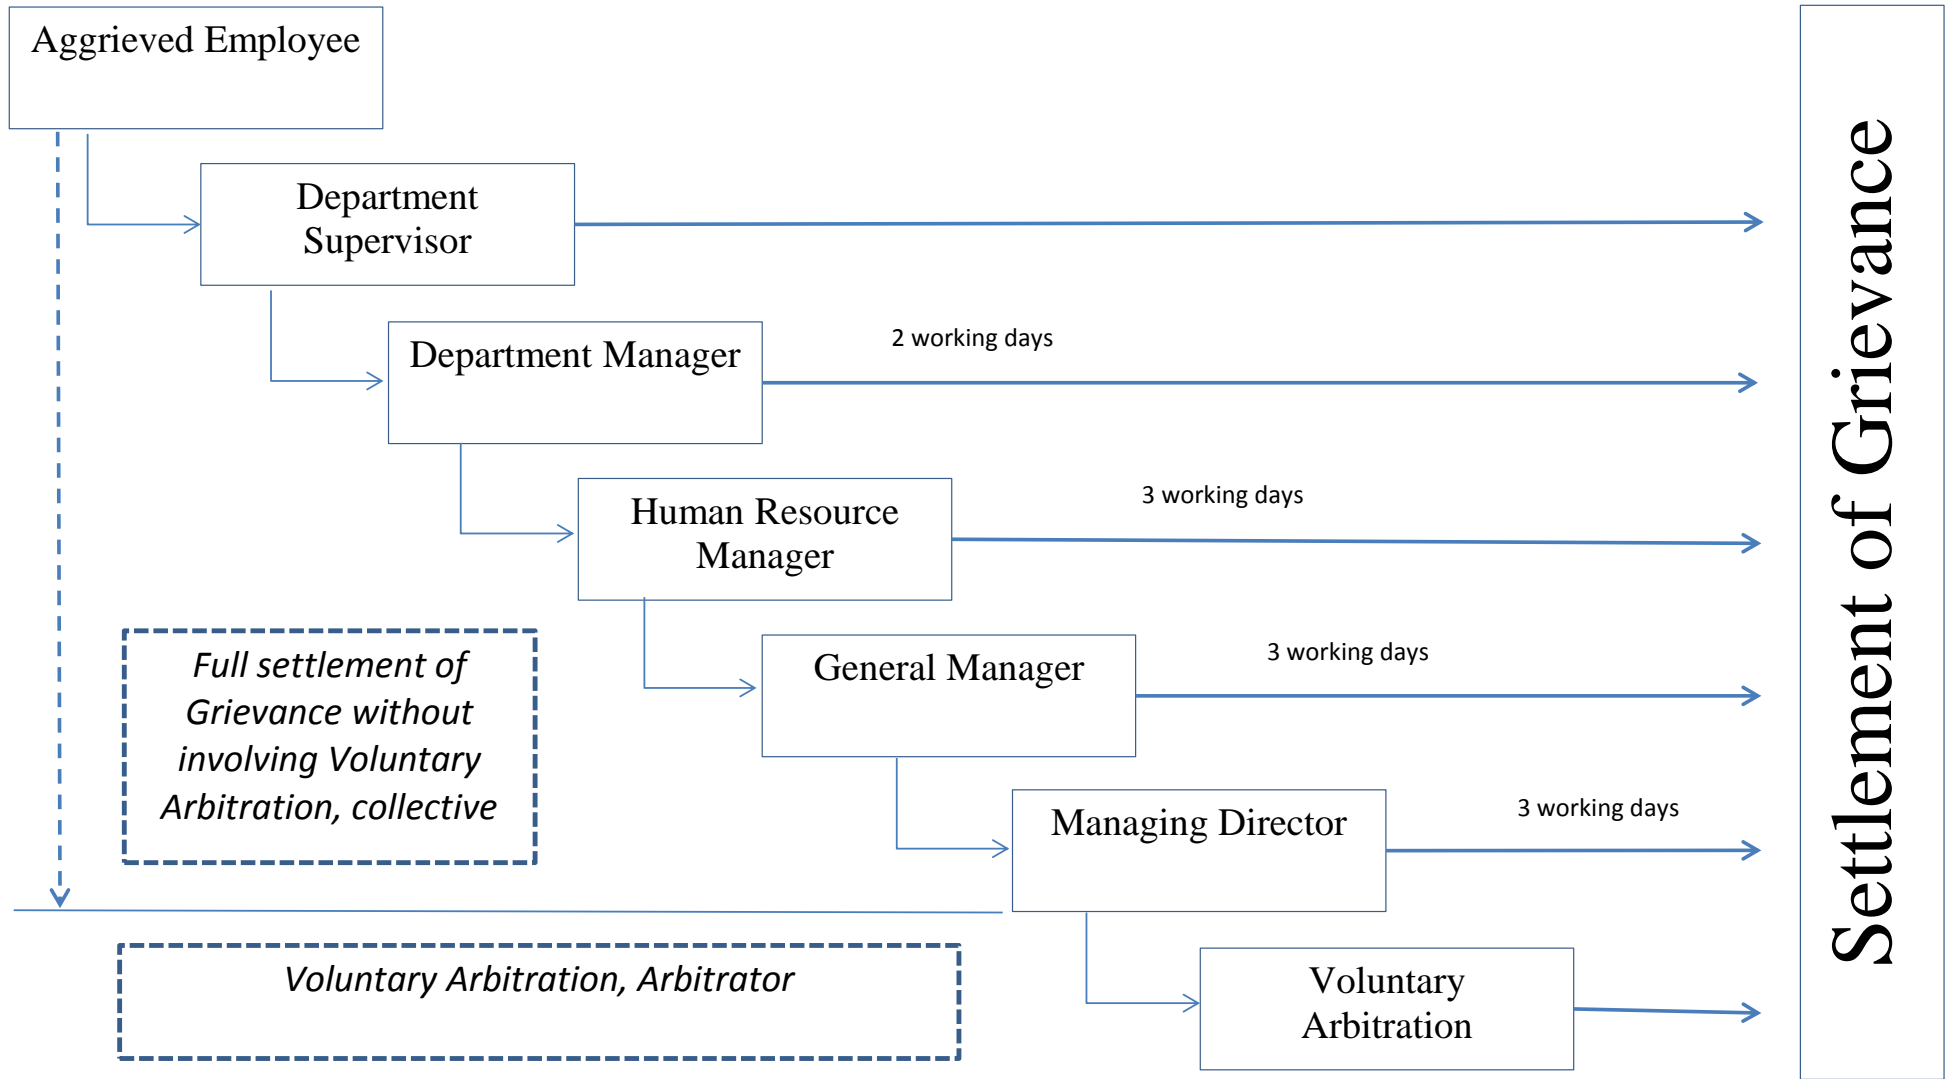 Aggrieved Employee
Department
Supervisor
Department Manager
2 working days
Human Resource
Manager
3 working days
General Manager
3 working days
Full settlement of
Grievance without
involving Voluntary
Arbitration, collective
Managing Director
3 working days
Voluntary Arbitration, Arbitrator
Voluntary
Arbitration
Settlement of Grievance